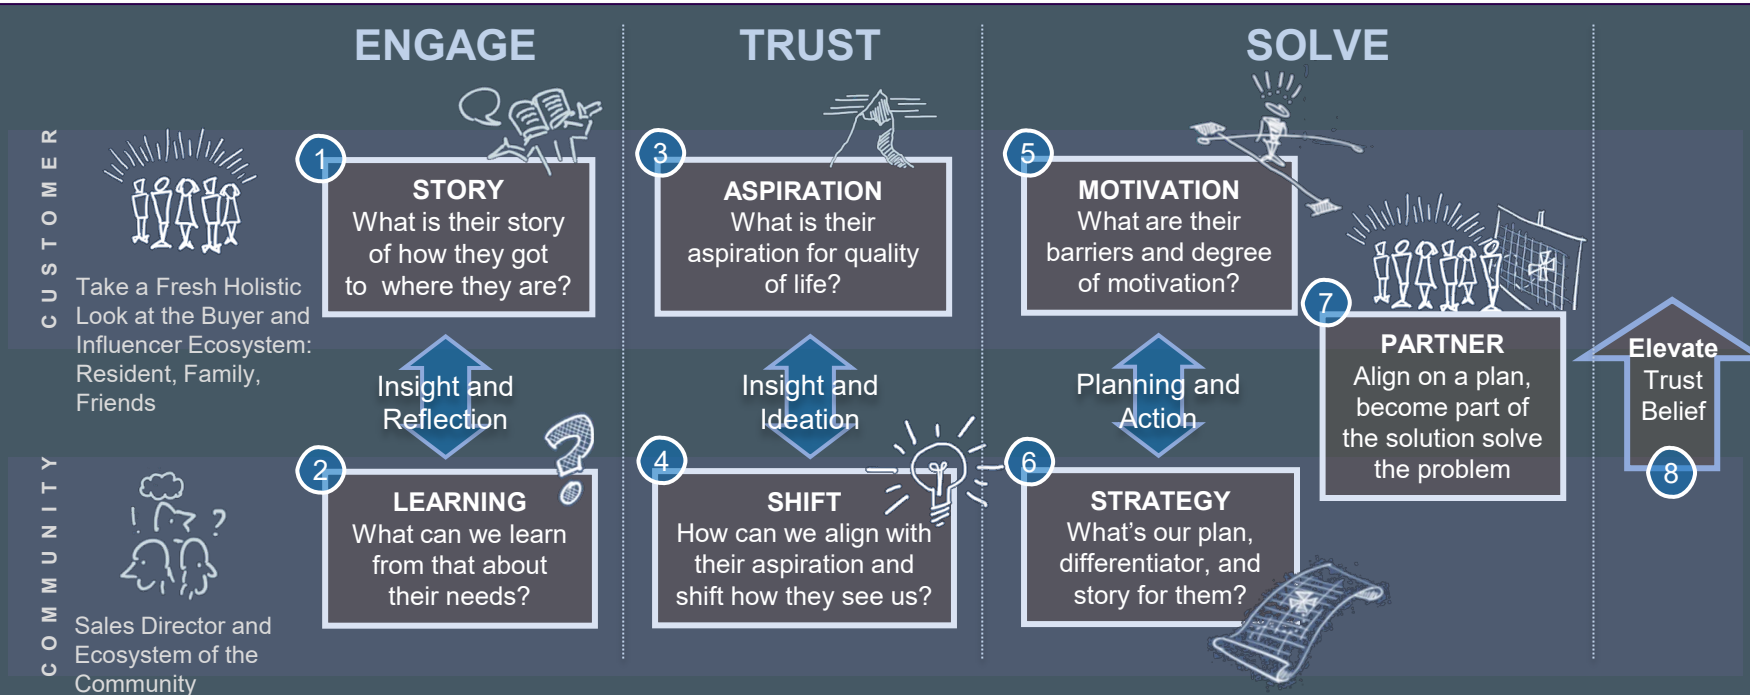 ENGAGE
TRUST
SOLVE
CUSTOMER
Take a Fresh Holistic
Look at the Buyer and
Influencer Ecosystem:
Resident, Family,
Friends
1
STORY
What is their story
of how they got
to where they are?
Insight and
Reflection
2
LEARNING
What can we learn
from that about
their needs?
3
ASPIRATION
What is their
aspiration for quality
of life?
Insight and
Ideation
4
SHIFT
How can we align with
their aspiration and
shift how they see us?
5
MOTIVATION
What are their
barriers and degree
of motivation?
Planning and
Action
6
STRATEGY
What’s our plan,
differentiator, and
story for them?
7
PARTNER
Align on a plan,
become part of
the solution solve
the problem
Elevate
Trust
Belief
8
COMMUNITY
! ?
Sales Director and
Ecosystem of the
Community